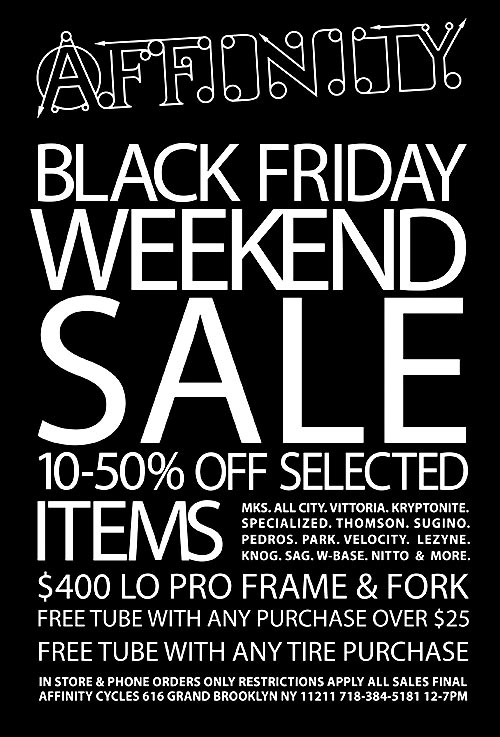 AFFINITY
BLACK FRIDAY
WEEKEND
SALE
10-50% OFF SELECTED
ITEMS
MKS. ALL CITY. VITTORIA. KRYPTONITE.
SPECIALIZED. THOMSON. SUGINO.
PEDROS. PARK. VELOCITY. LEZYNE.
KNOG. SAG. W-BASE. NITTO & MORE.
$400 LO PRO FRAME & FORK
FREE TUBE WITH ANY PURCHASE OVER $25
FREE TUBE WITH ANY TIRE PURCHASE
IN STORE & PHONE ORDERS ONLY RESTRICTIONS APPLY ALL SALES FINAL
AFFINITY CYCLES 616 GRAND BROOKLYN NY 11211 718-384-5181 12-7PM